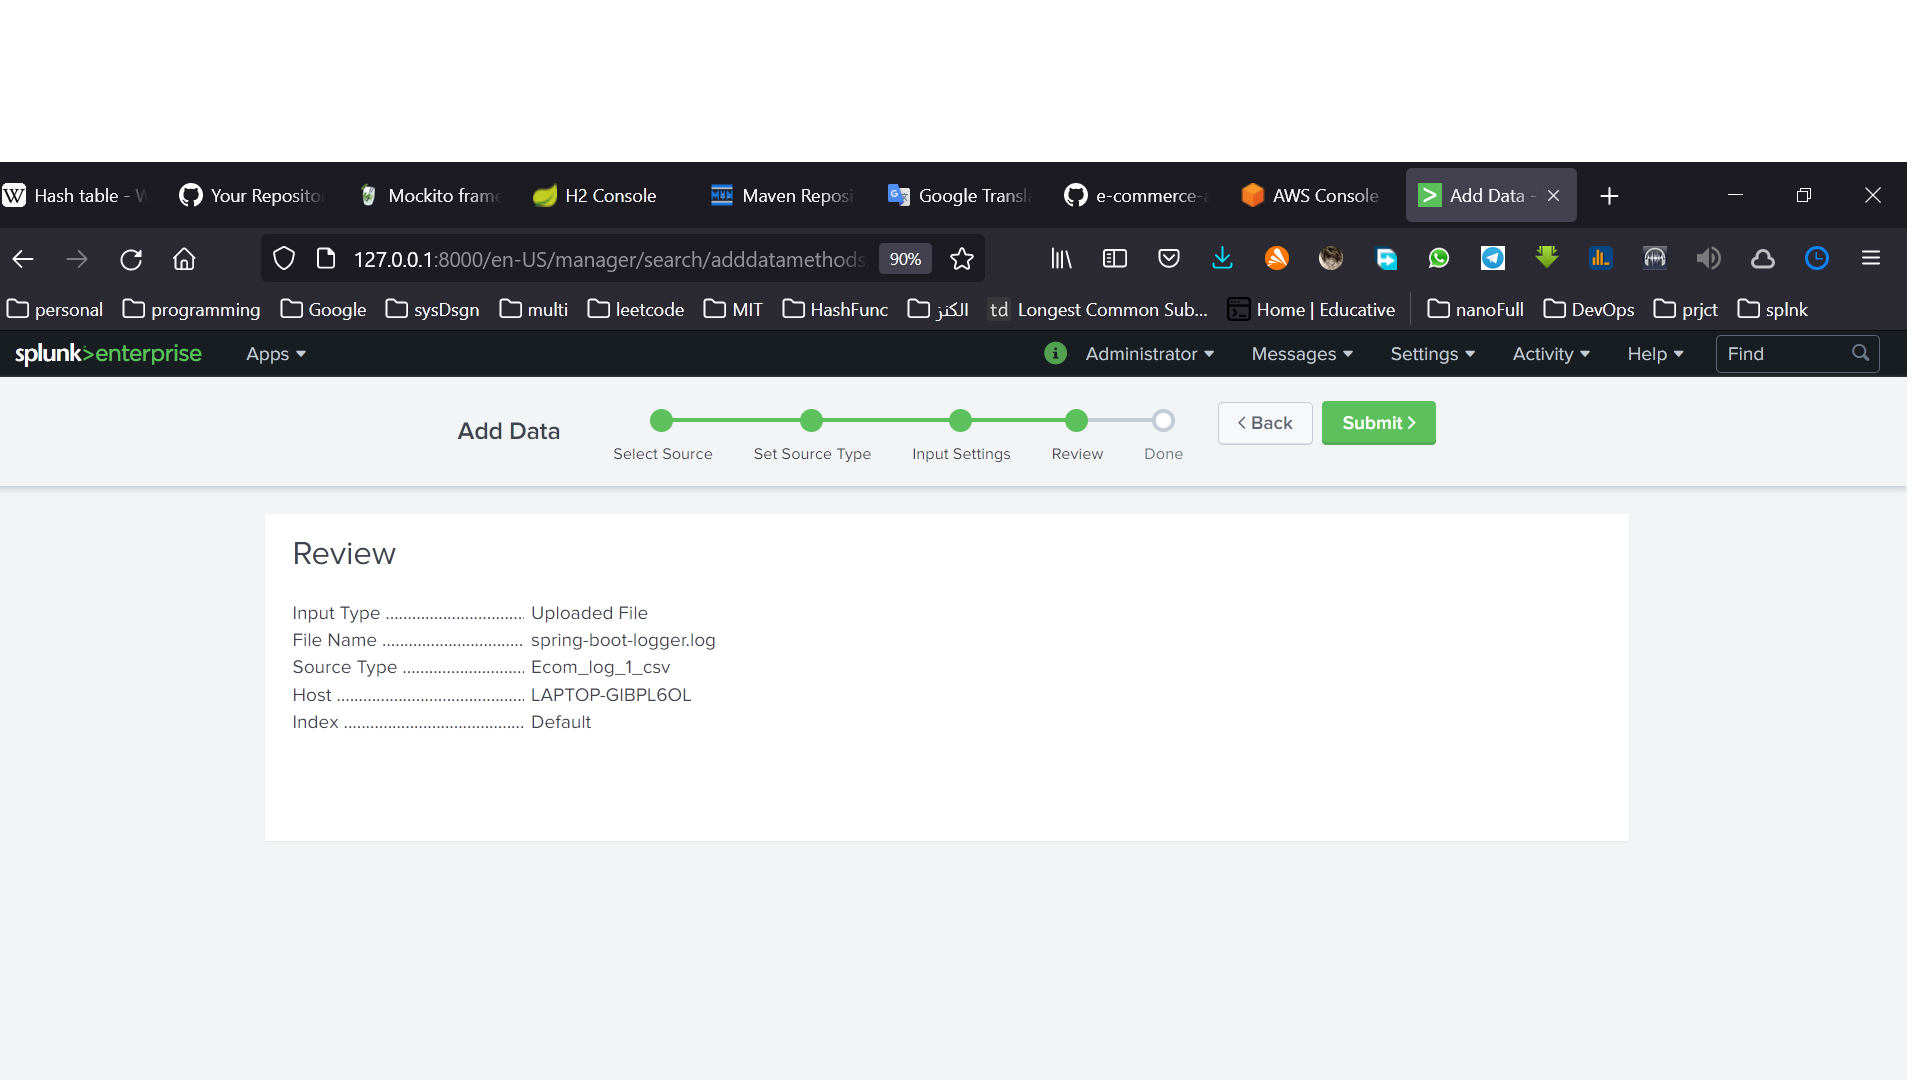 Hash table - W
Your Repositor
Mockito frame
H2 Console
Maven Reposi
Google Transla
e-commerce-a
AWS Console
Add Data -
127.0.0.1:8000/en-US/manager/search/adddatamethods
90%
personal
programming
Google
sysDsgn
multi
leetcode
MIT
HashFunc
الكنز
td Longest Common Sub...
Home | Educative
nanoFull
DevOps
prjct
splnk
splunk>enterprise
Apps
Administrator
Messages
Settings
Activity
Help
Find
Add Data
Select Source
Set Source Type
Input Settings
Review
Done
< Back
Submit >
Review
Input Type ............................... Uploaded File
File Name ................................ spring-boot-logger.log
Source Type ............................ Ecom_log_1_csv
Host .......................................... LAPTOP-GIBPL6OL
Index ........................................ Default